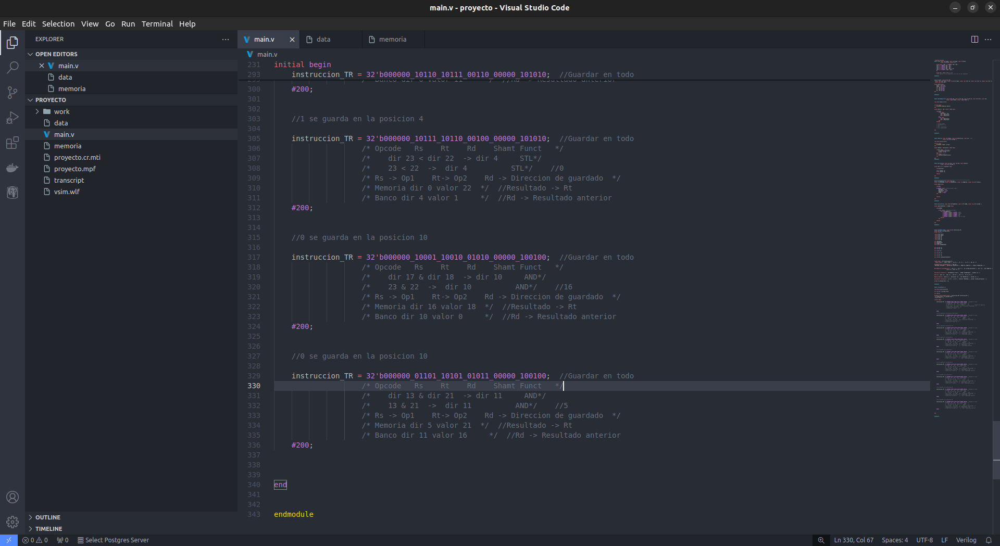 main.v - proyecto - Visual Studio Code
File Edit Selection View Go Run Terminal Help
EXPLORER
OPEN EDITORS
main.v
data
memoria
PROYECTO
work
data
main.v
memoria
proyecto.cr.mti
proyecto.mpf
transcript
vsim.wlf
OUTLINE
TIMELINE
main.v
data
memoria
main.v
231 initial begin
293 instruccion_TR = 32'b000000_10110_10111_00110_00000_101010; //Guardar en todo
300 #200;
301
302
303 //1 se guarda en la posicion 4
304
305 instruccion_TR = 32'b000000_10111_10110_00100_00000_101010; //Guardar en todo
306 /* Opcode Rs Rt Rd Shamt Funct */
307 /* dir 23 < dir 22 -> dir 4 STL*/
308 /* 23 < 22 -> dir 4 STL*/ //0
309 /* Rs -> Op1 Rt-> Op2 Rd -> Direccion de guardado */
310 /* Memoria dir 0 valor 22 */ //Resultado -> Rt
311 /* Banco dir 4 valor 1 */ //Rd -> Resultado anterior
312 #200;
313
314
315 //0 se guarda en la posicion 10
316
317 instruccion_TR = 32'b000000_10001_10010_01010_00000_100100; //Guardar en todo
318 /* Opcode Rs Rt Rd Shamt Funct */
319 /* dir 17 & dir 18 -> dir 10 AND*/
320 /* 23 & 22 -> dir 10 AND*/ //16
321 /* Rs -> Op1 Rt-> Op2 Rd -> Direccion de guardado */
322 /* Memoria dir 16 valor 18 */ //Resultado -> Rt
323 /* Banco dir 10 valor 0 */ //Rd -> Resultado anterior
324 #200;
325
326
327 //0 se guarda en la posicion 10
328
329 instruccion_TR = 32'b000000_01101_10101_01011_00000_100100; //Guardar en todo
330 /* Opcode Rs Rt Rd Shamt Funct */
331 /* dir 13 & dir 21 -> dir 11 AND*/
332 /* 13 & 21 -> dir 11 AND*/ //5
333 /* Rs -> Op1 Rt-> Op2 Rd -> Direccion de guardado */
334 /* Memoria dir 5 valor 21 */ //Resultado -> Rt
335 /* Banco dir 11 valor 16 */ //Rd -> Resultado anterior
336 #200;
337
338
339
340 end
341
342
343 endmodule
0 0 0 Select Postgres Server
Ln 330, Col 67 Spaces: 4 UTF-8 LF Verilog